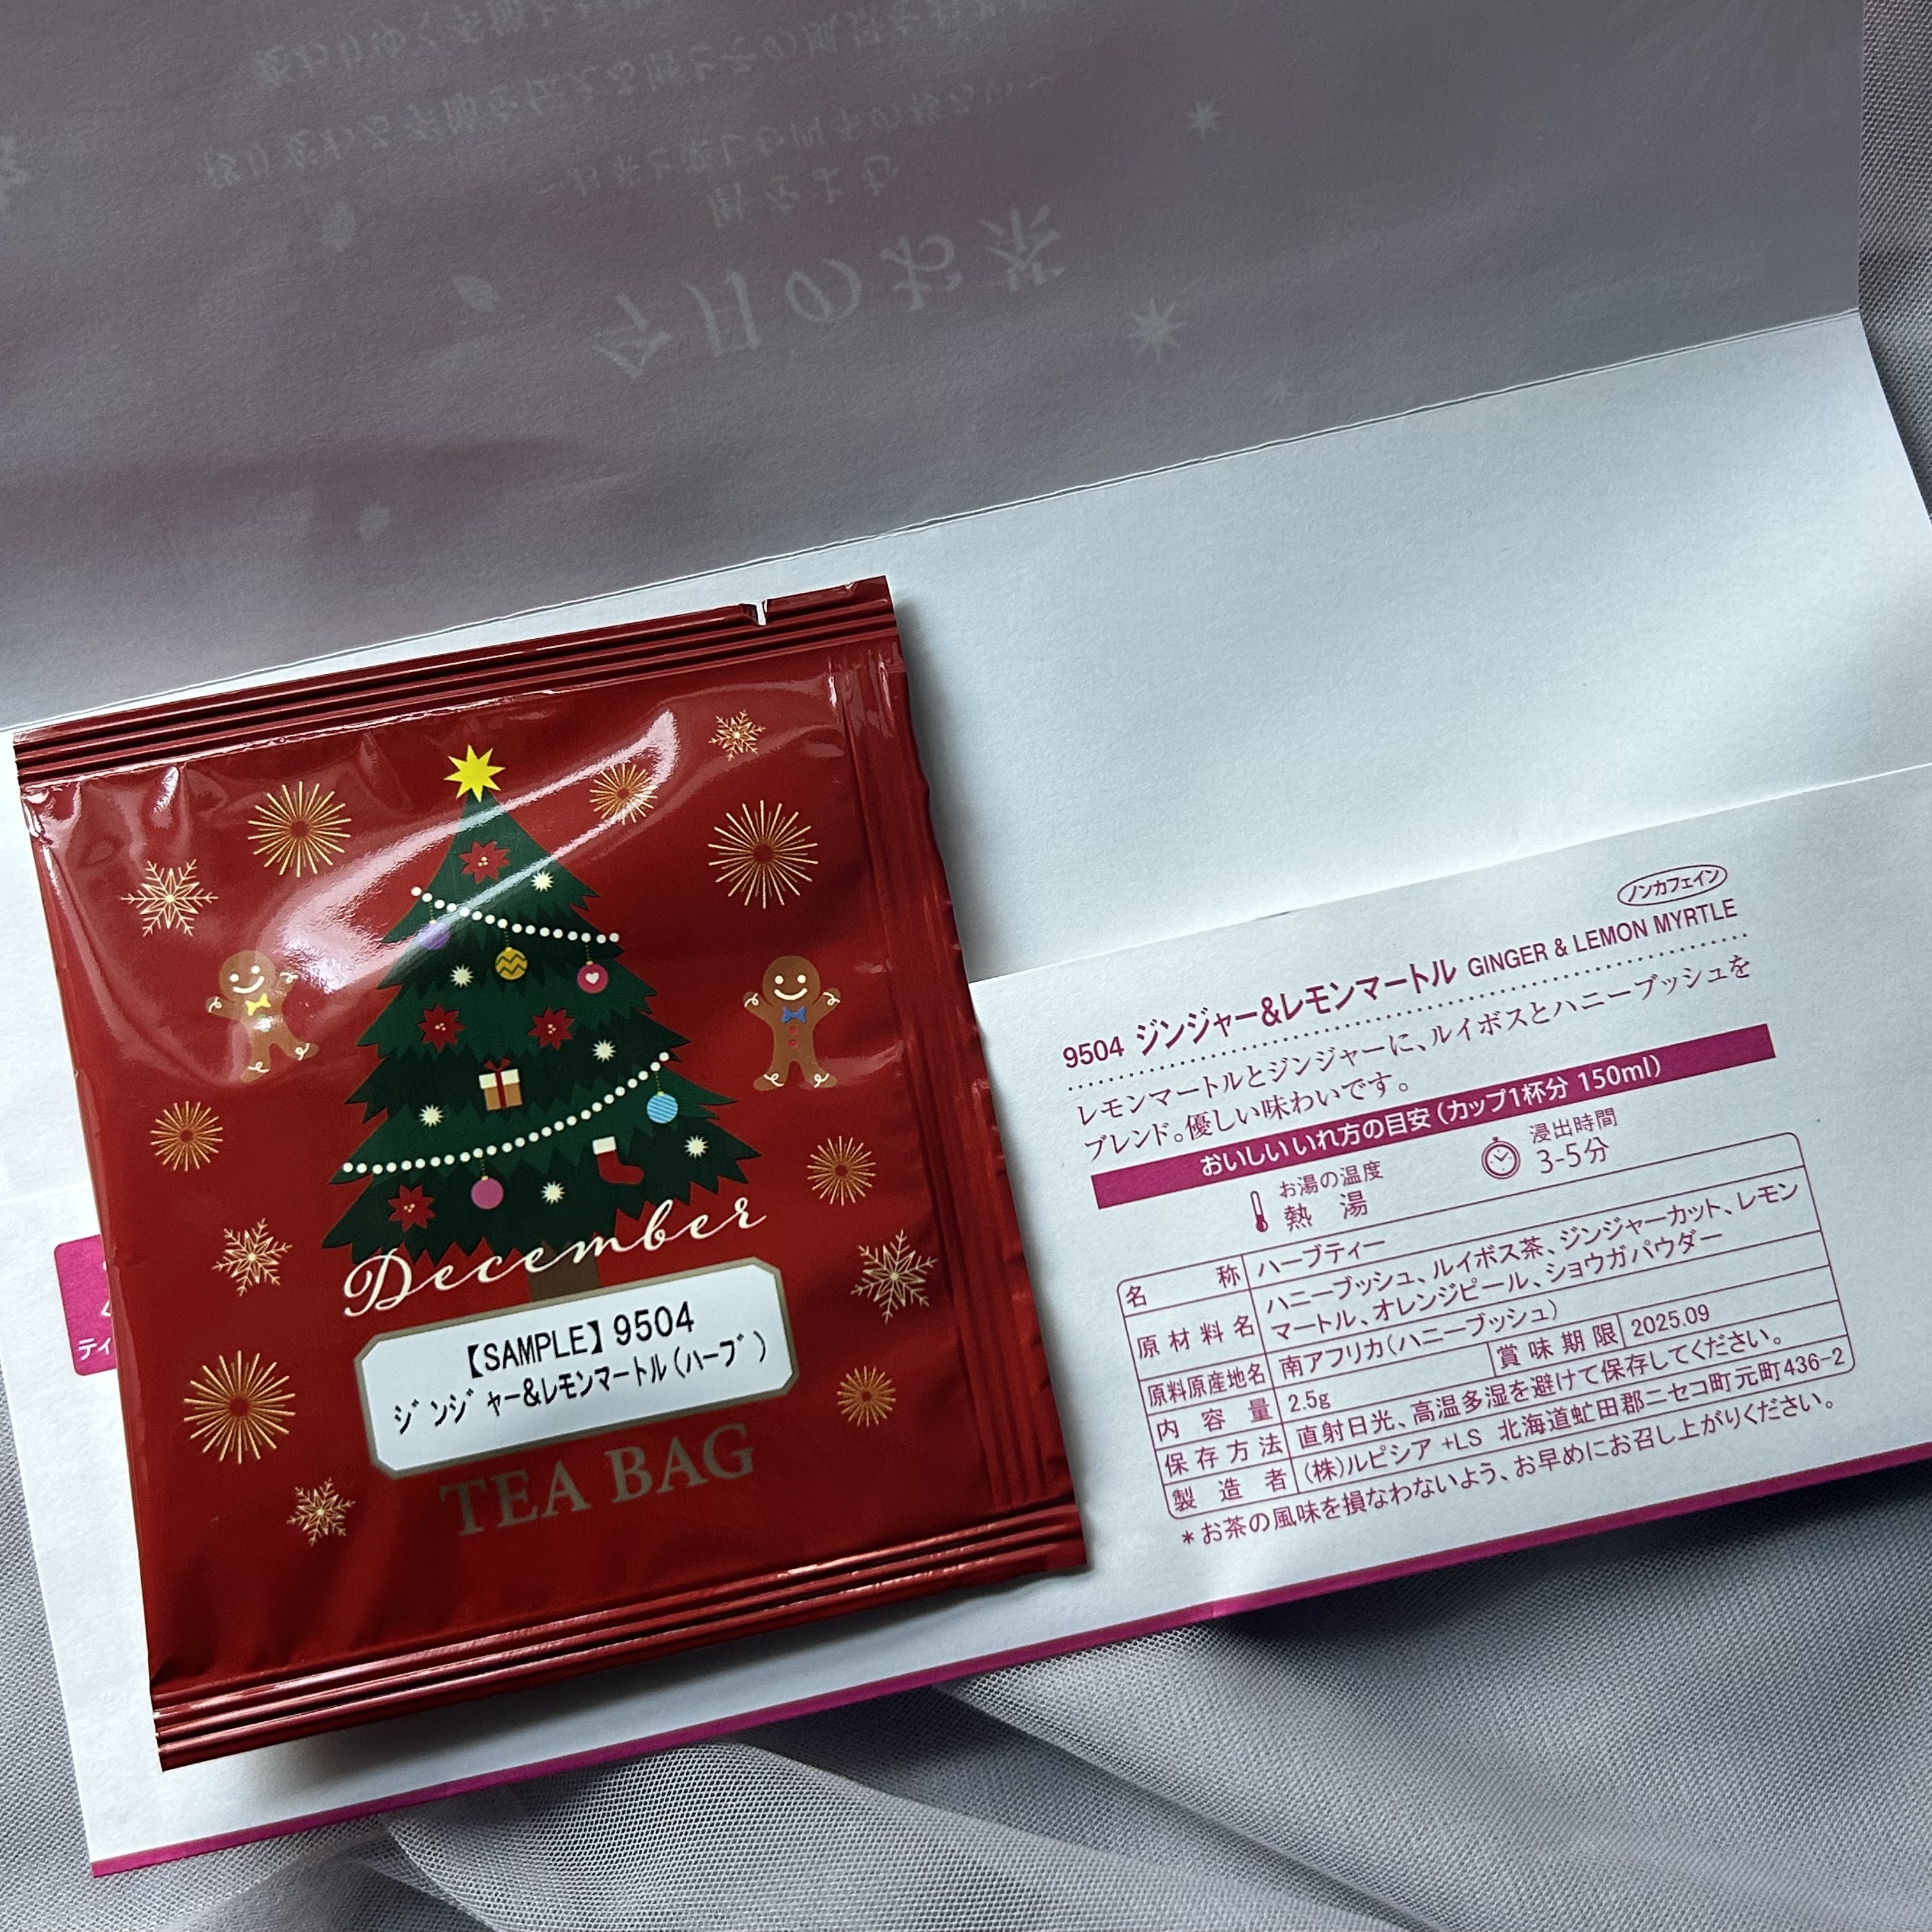 今月のお茶
December
【SAMPLE】9504
ジンジャー&レモンマートル(ハーブ)
TEA BAG
ティ
ノンカフェイン
9504 ジンジャー&レモンマートル GINGER & LEMON MYRTLE
レモンマートルとジンジャーに、ルイボスとハニーブッシュを
ブレンド。優しい味わいです。
おいしいいれ方の目安(カップ1杯分 150ml)
お湯の温度
熱湯
浸出時間
3-5分
名称 ハーブティー
原材料名 ハニーブッシュ、ルイボス茶、ジンジャーカット、レモン
マートル、オレンジピール、ショウガパウダー
原料原産地名 南アフリカ(ハニーブッシュ)
内容量 2.5g 賞味期限 2025.09
保存方法 直射日光、高温多湿を避けて保存してください。
製造者 (株)ルピシア +LS 北海道虻田郡ニセコ町元町436-2
*お茶の風味を損なわないよう、お早めにお召し上がりください。